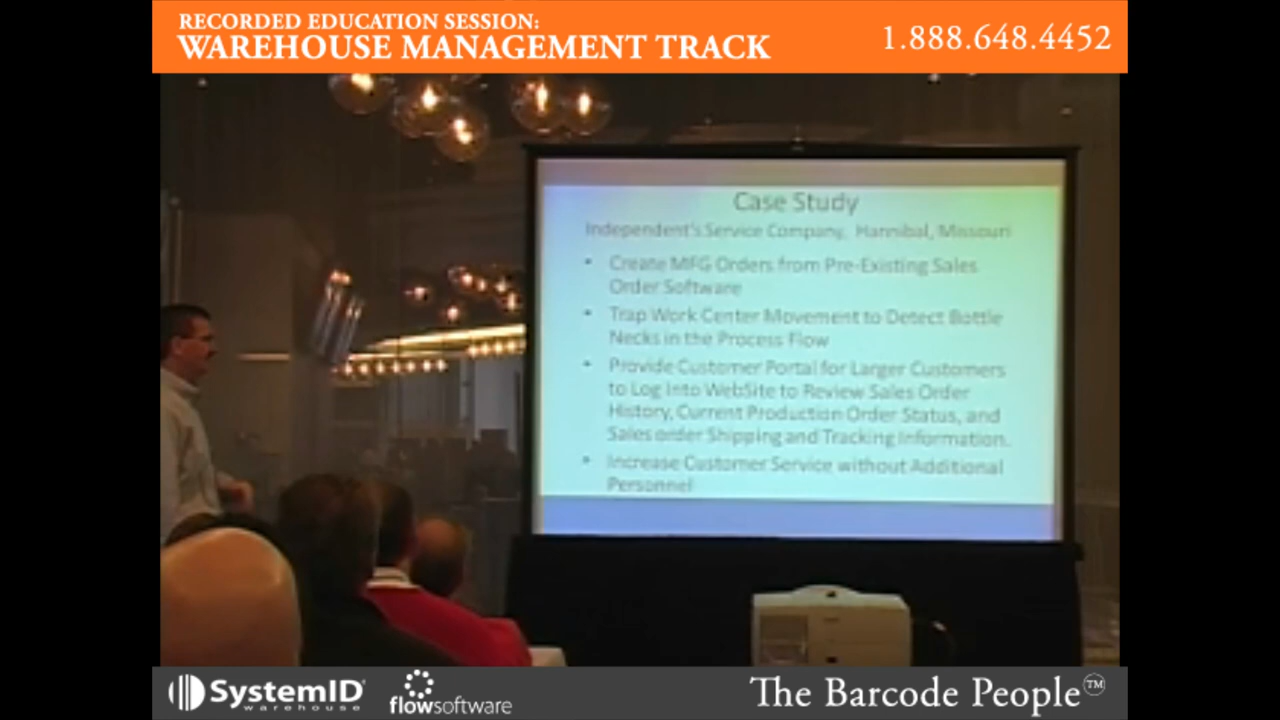 RECORDED EDUCATION SESSION:
WAREHOUSE MANAGEMENT TRACK
1.888.648.4452
Case Study
Independent's Service Company, Hannibal, Missouri
• Create MFG Orders from Pre-Existing Sales
Order Software
• Trap Work Center Movement to Detect Bottle
Necks in the Process Flow
• Provide Customer Portal for Larger Customers
to Log Into WebSite to Review Sales Order
History, Current Production Order Status, and
Sales order Shipping and Tracking Information.
• Increase Customer Service without Additional
Personnel
SystemID
warehouse
flowsoftware
The Barcode People™